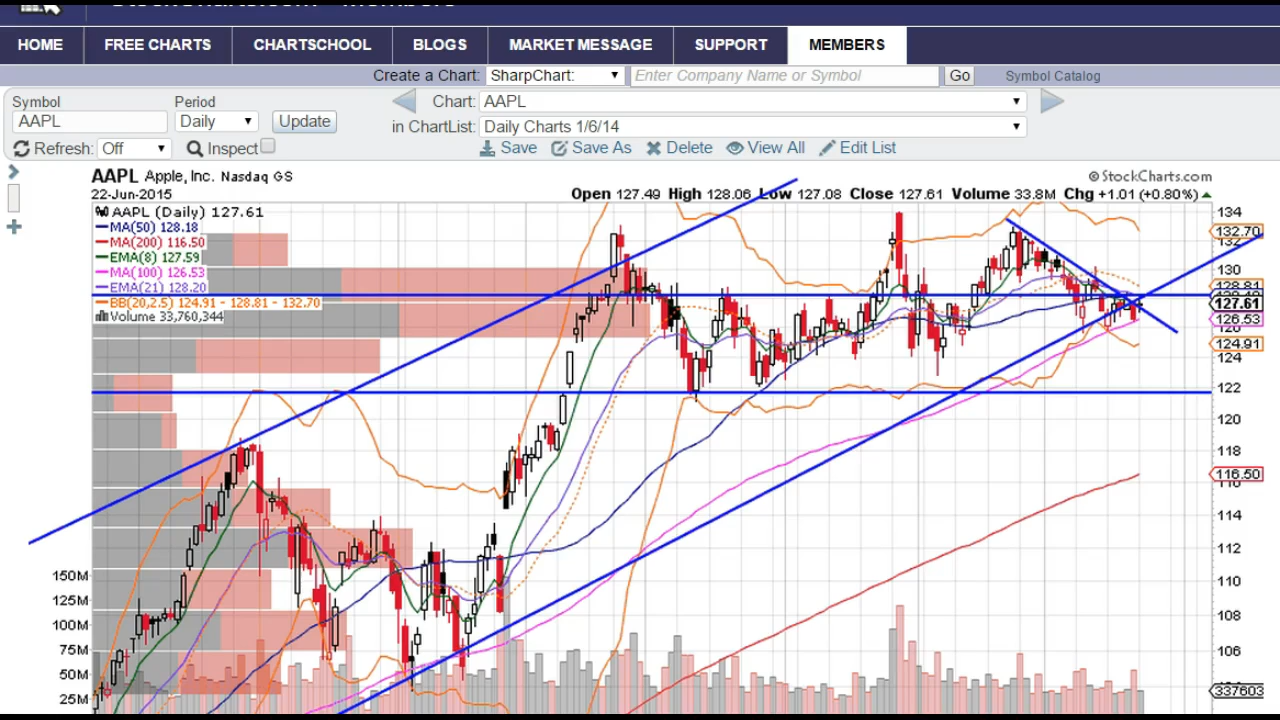 HOME FREE CHARTS CHARTSCHOOL BLOGS MARKET MESSAGE SUPPORT MEMBERS
Create a Chart: SharpChart: Enter Company Name or Symbol Go Symbol Catalog
Symbol Period Chart: AAPL
AAPL Daily Update in ChartList: Daily Charts 1/6/14
Refresh: Off Inspect Save Save As Delete View All Edit List
AAPL Apple, Inc. Nasdaq GS © StockCharts.com
22-Jun-2015 Open 127.49 High 128.06 Low 127.08 Close 127.61 Volume 33.8M Chg +1.01 (+0.80%)
AAPL (Daily) 127.61
MA(50) 128.18
MA(200) 116.50
EMA(8) 127.59
MA(100) 126.53
EMA(21) 128.20
BB(20,2.5) 124.91 - 128.81 - 132.70
Volume 33,760,344
134
132.70
132
130
128.81
127.61
126.53
124.91
124
122
120
118
116.50
116
114
112
150M 110
125M
108
100M
75M 106
50M
25M 337603